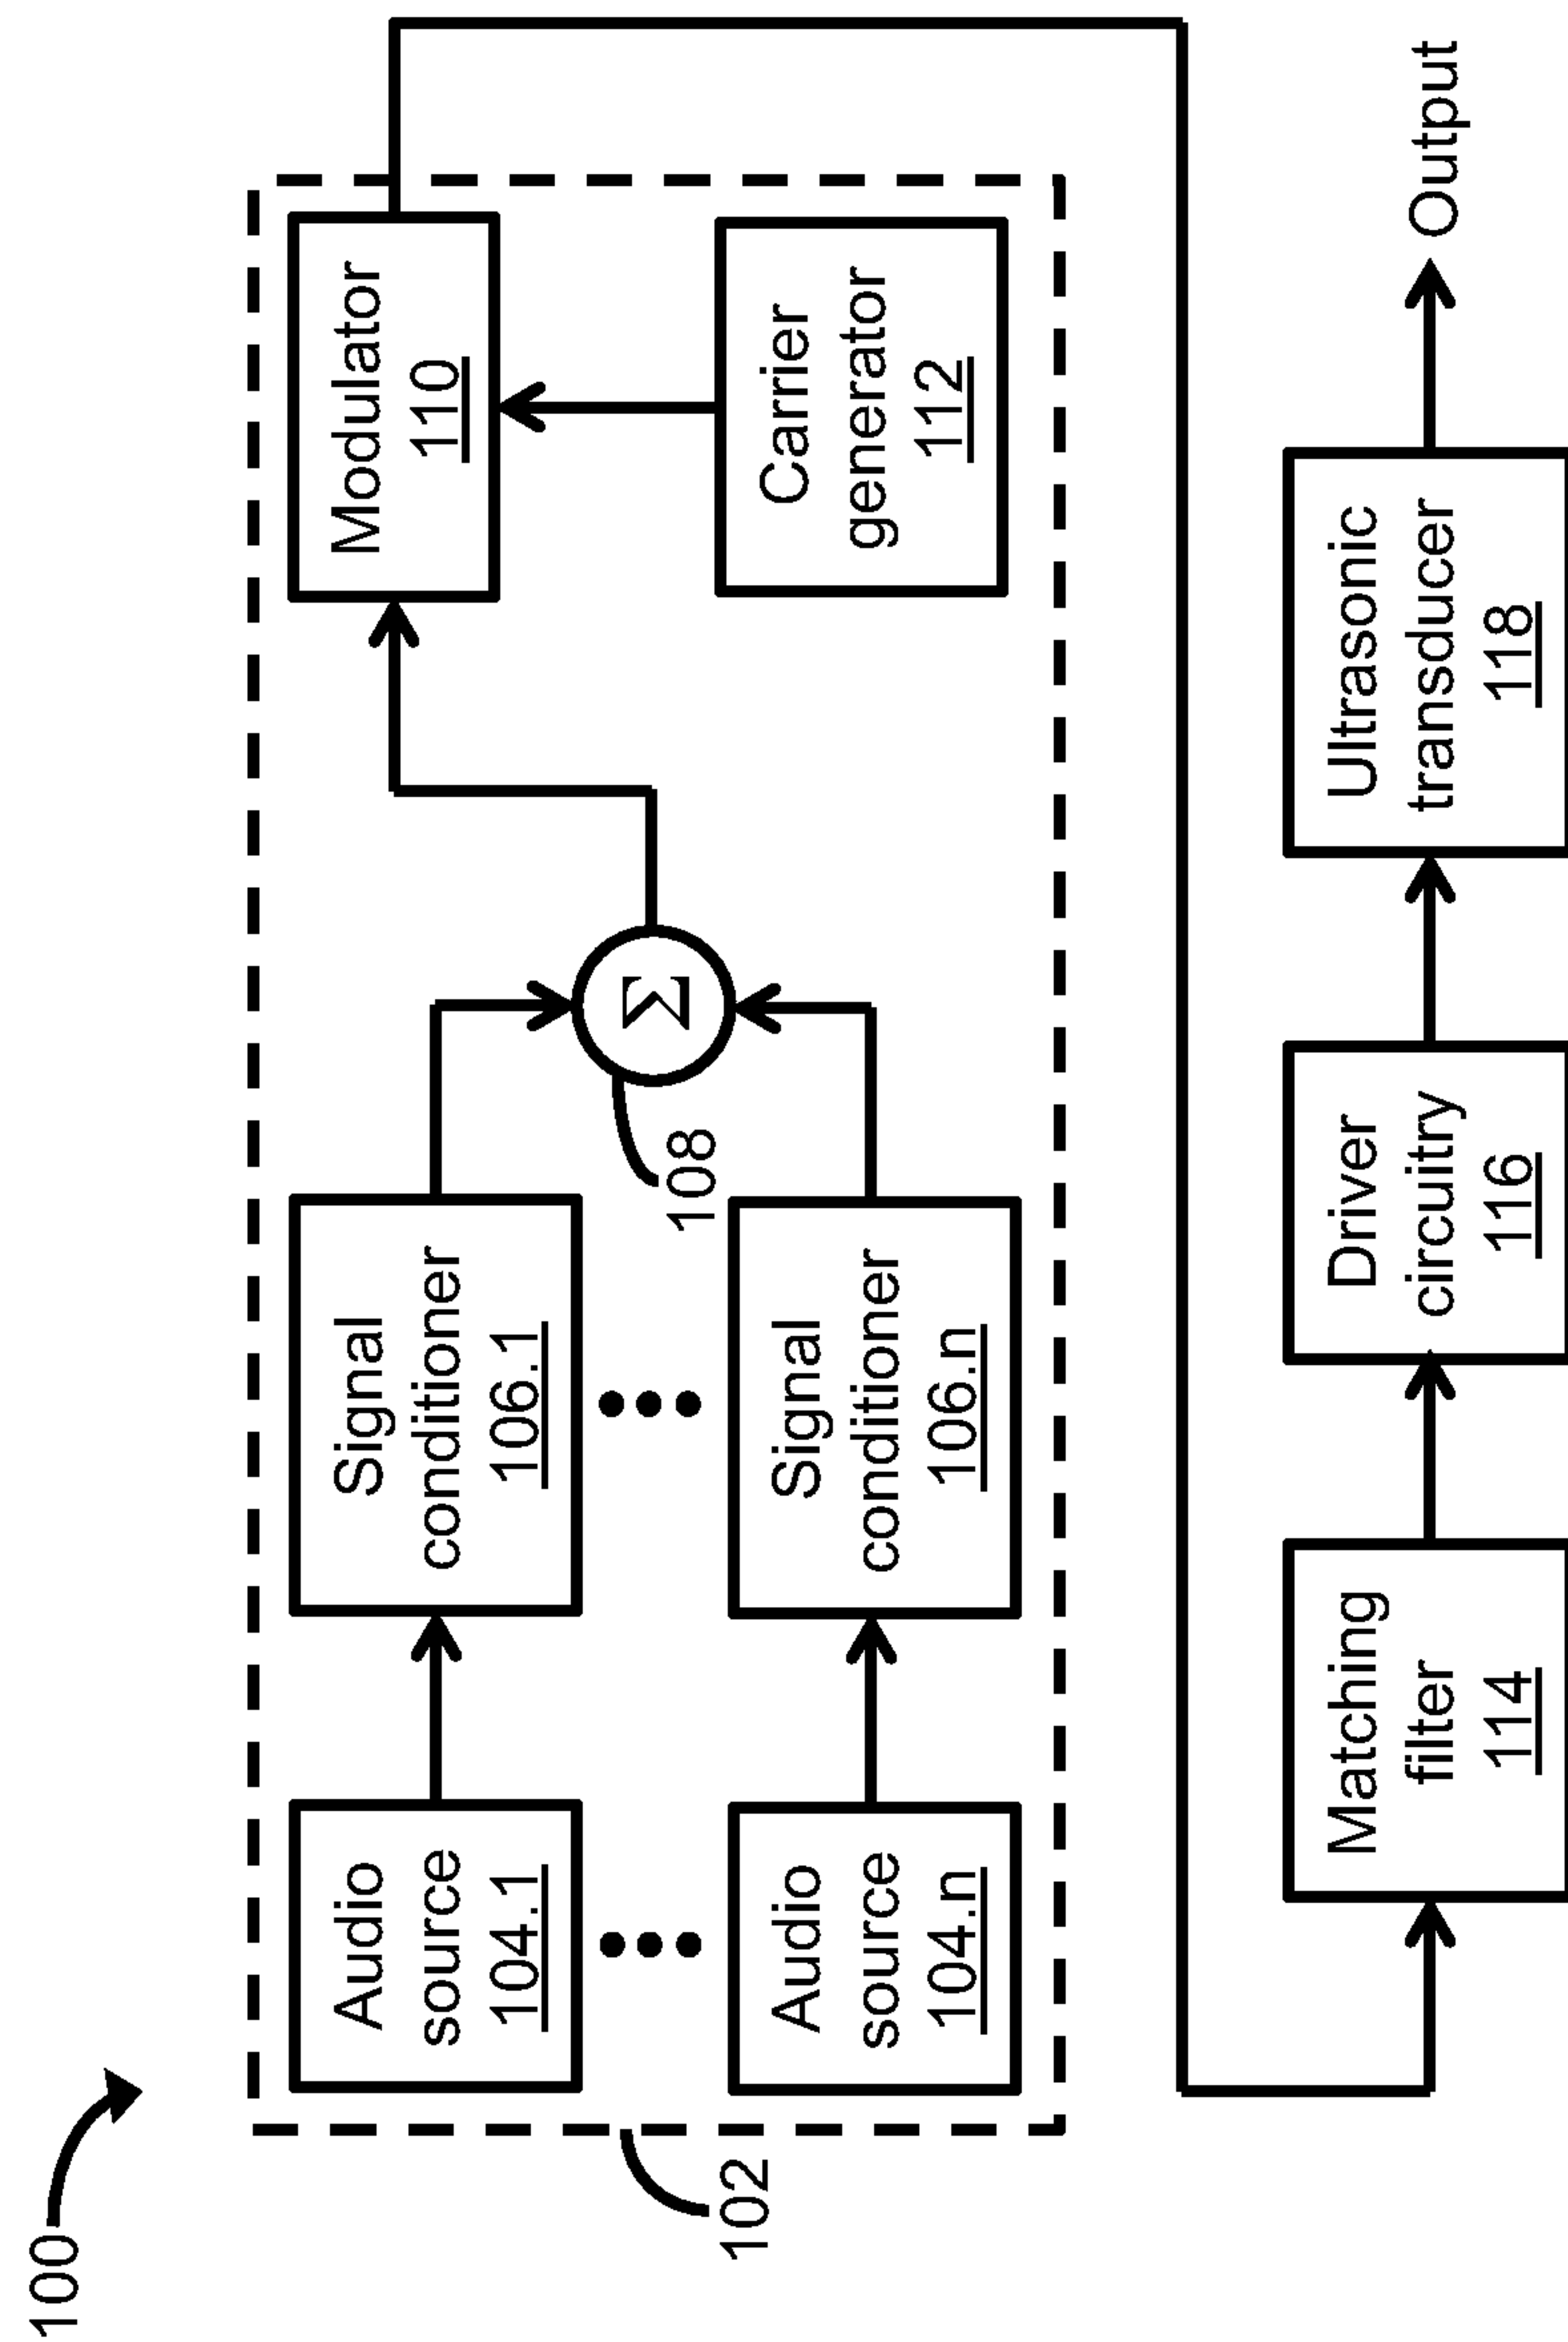 100
102
Audio
source
104.1
Signal
conditioner
106.1
Audio
source
104.n
Signal
conditioner
106.n
108
Σ
Modulator
110
Carrier
generator
112
Matching
filter
114
Driver
circuitry
116
Ultrasonic
transducer
118
Output